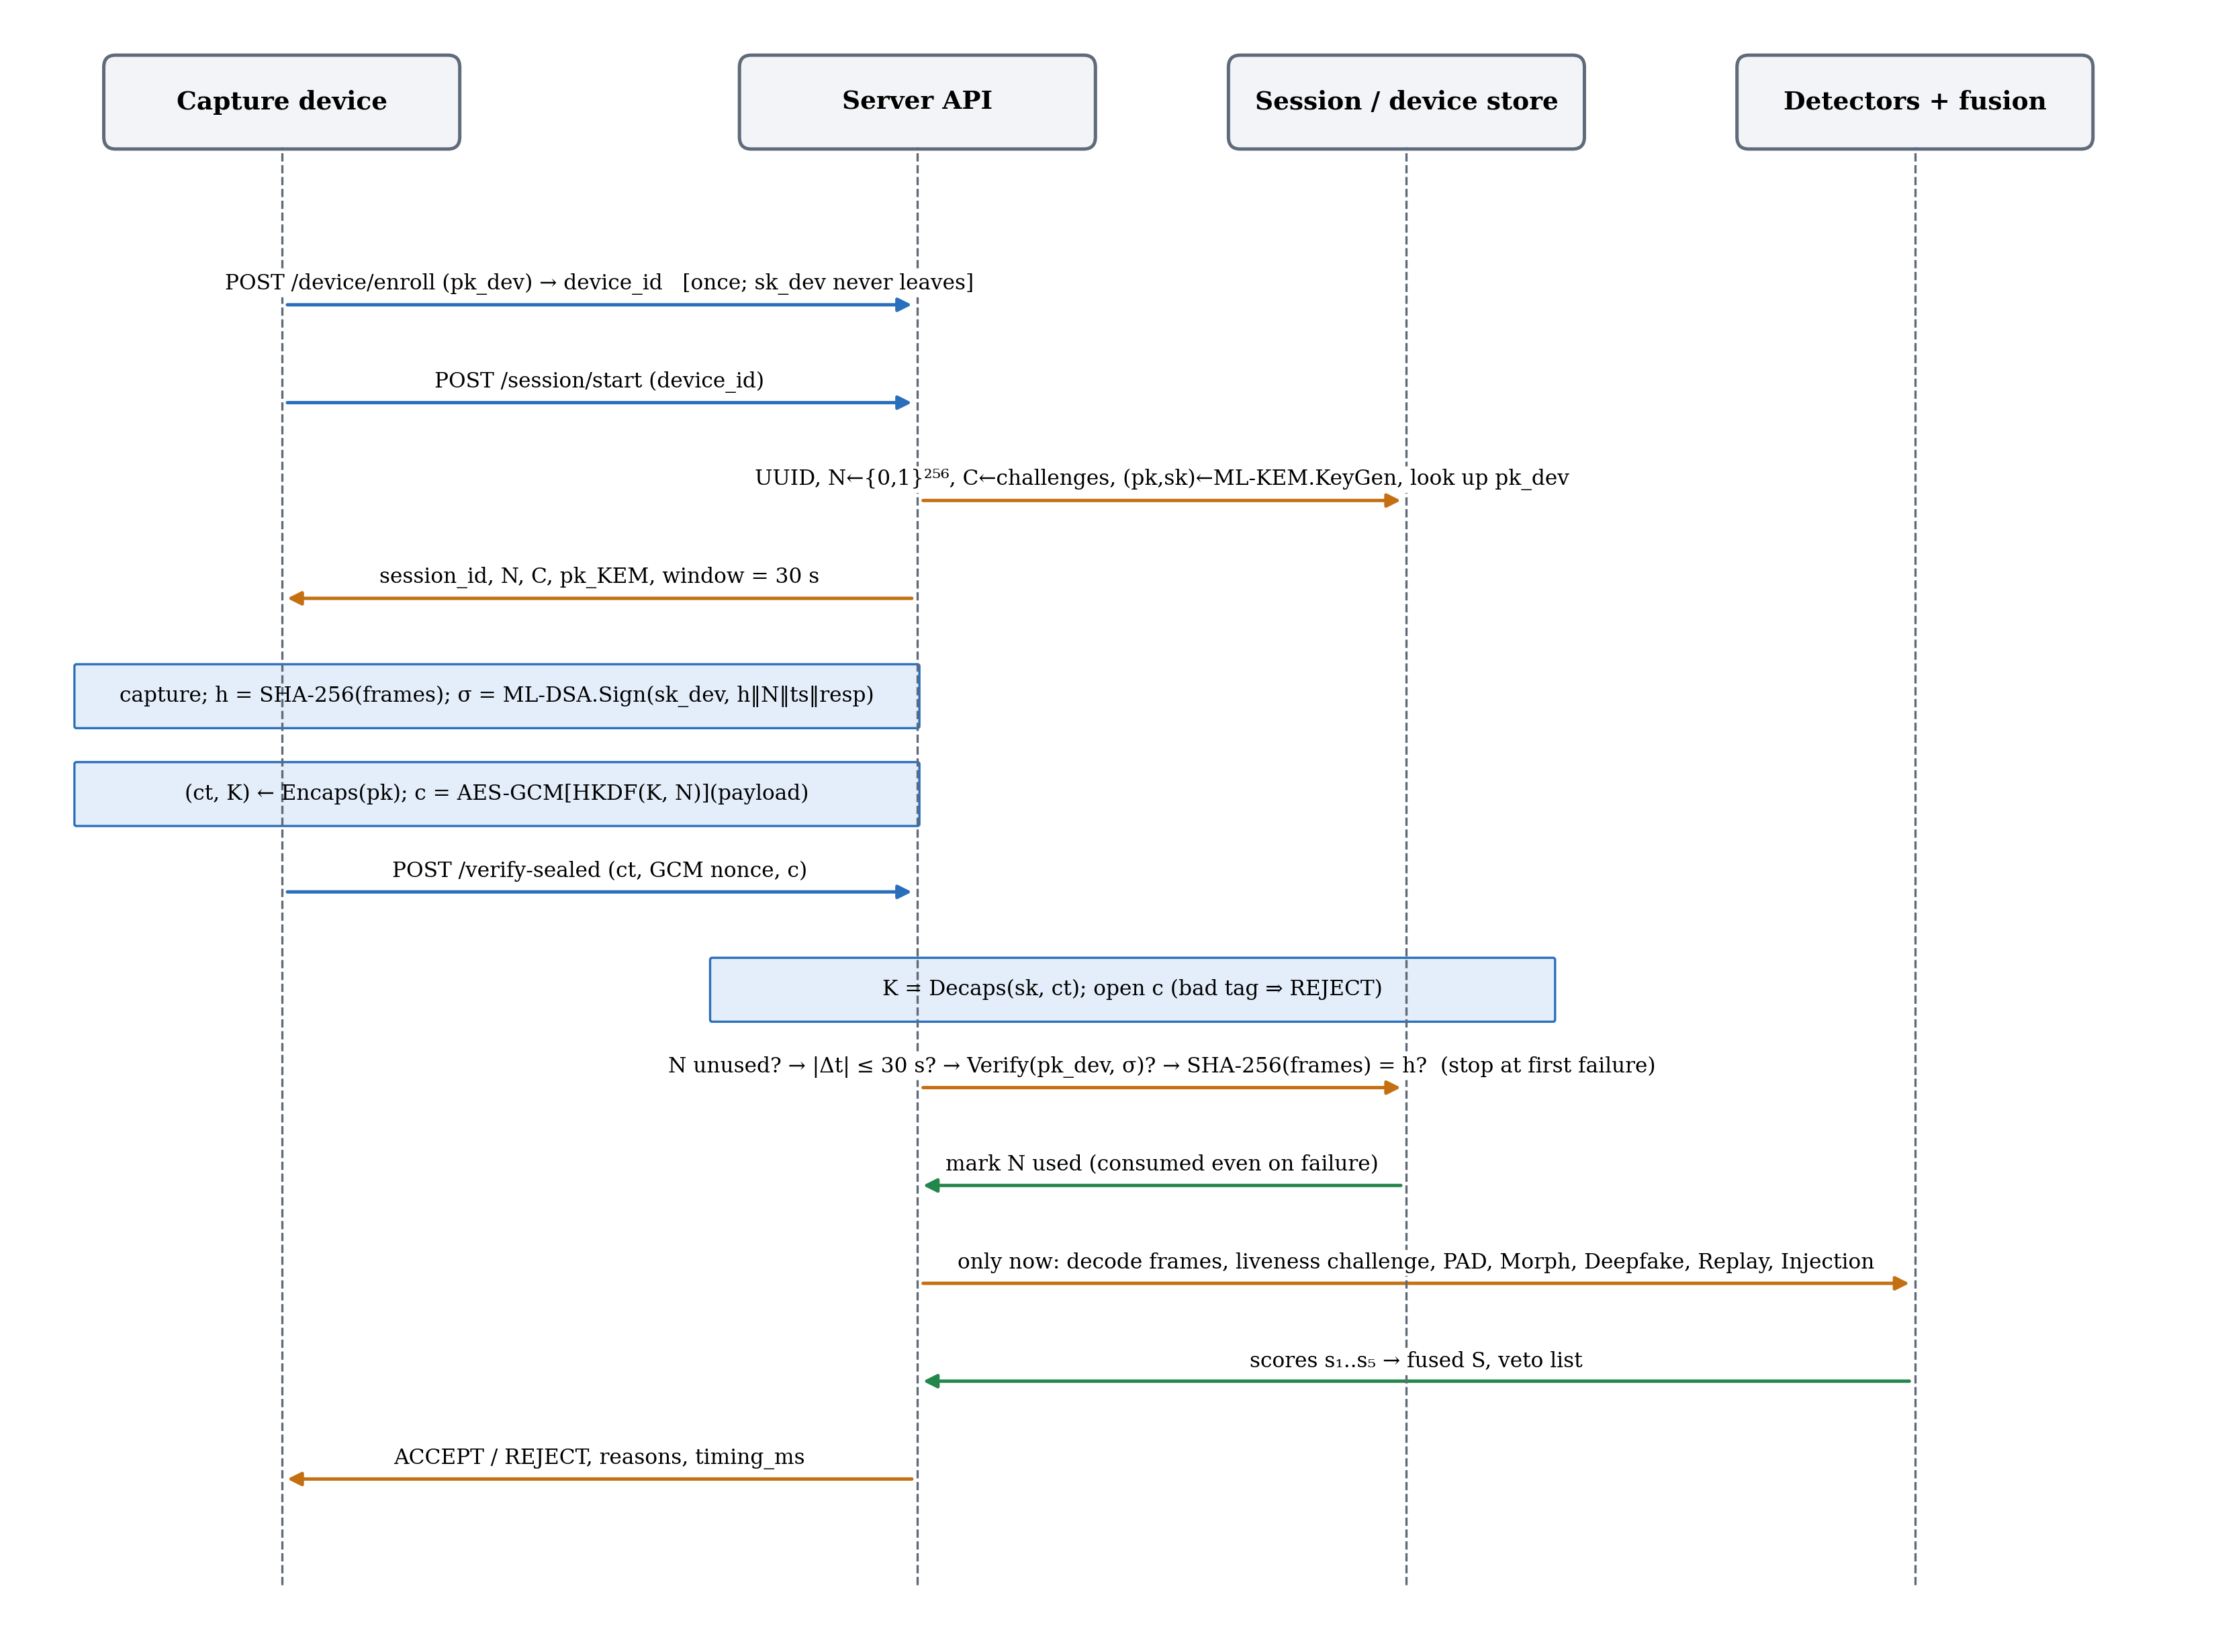 Capture device
Server API
Session / device store
Detectors + fusion
POST /device/enroll (pk_dev) → device_id   [once; sk_dev never leaves]
POST /session/start (device_id)
UUID, N←{0,1}²⁵⁶, C←challenges, (pk,sk)←ML-KEM.KeyGen, look up pk_dev
session_id, N, C, pk_KEM, window = 30 s
capture; h = SHA-256(frames); σ = ML-DSA.Sign(sk_dev, h‖N‖ts‖resp)
(ct, K) ← Encaps(pk); c = AES-GCM[HKDF(K, N)](payload)
POST /verify-sealed (ct, GCM nonce, c)
K = Decaps(sk, ct); open c (bad tag ⇒ REJECT)
N unused? → |Δt| ≤ 30 s? → Verify(pk_dev, σ)? → SHA-256(frames) = h?  (stop at first failure)
mark N used (consumed even on failure)
only now: decode frames, liveness challenge, PAD, Morph, Deepfake, Replay, Injection
scores s₁..s₅ → fused S, veto list
ACCEPT / REJECT, reasons, timing_ms